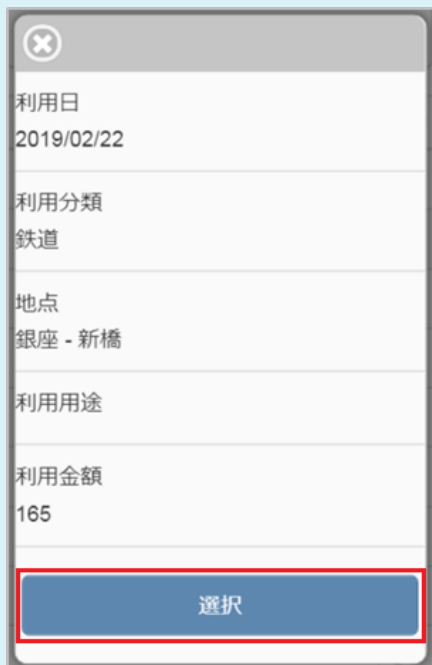 利用日
2019/02/22
利用分類
鉄道
地点
銀座 - 新橋
利用用途
利用金額
165
選択